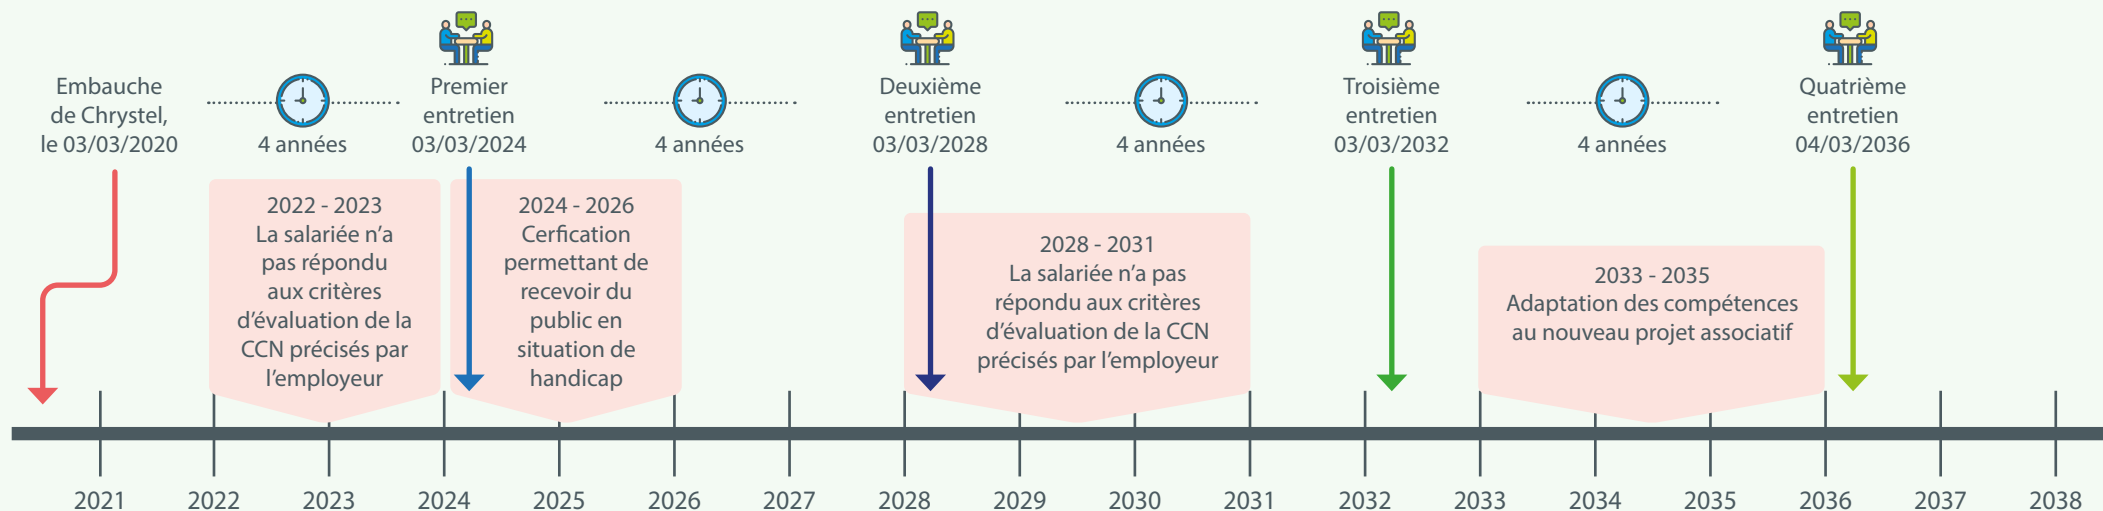 Embauche
de Chrystel,
le 03/03/2020
4 années
Premier
entretien
03/03/2024
4 années
Deuxième
entretien
03/03/2028
4 années
Troisième
entretien
03/03/2032
4 années
Quatrième
entretien
04/03/2036
2022 - 2023
La salariée n’a
pas répondu
aux critères
d’évaluation de la
CCN précisés par
l’employeur
2024 - 2026
Cerfication
permettant de
recevoir du
public en
situation de
handicap
2028 - 2031
La salariée n’a pas
répondu aux critères
d’évaluation de la CCN
précisés par l’employeur
2033 - 2035
Adaptation des compétences
au nouveau projet associatif
2021 2022 2023 2024 2025 2026 2027 2028 2029 2030 2031 2032 2033 2034 2035 2036 2037 2038